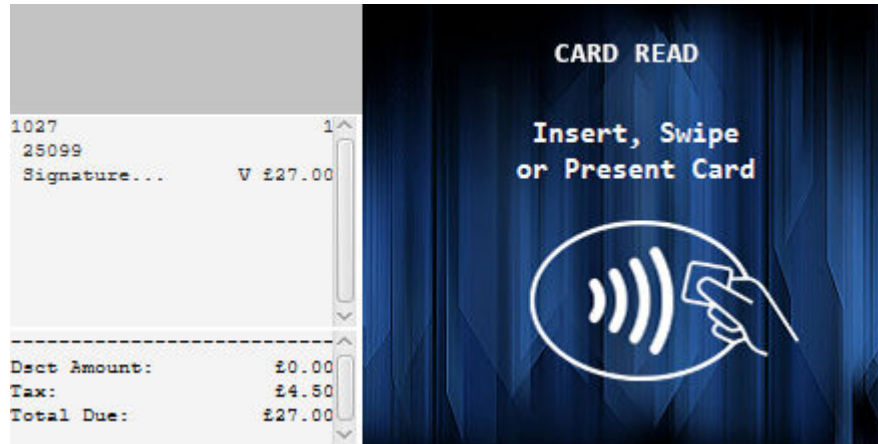 1027 1
25099
Signature... V £27.00
--------------------------
Dsct Amount: £0.00
Tax: £4.50
Total Due: £27.00
CARD READ
Insert, Swipe
or Present Card